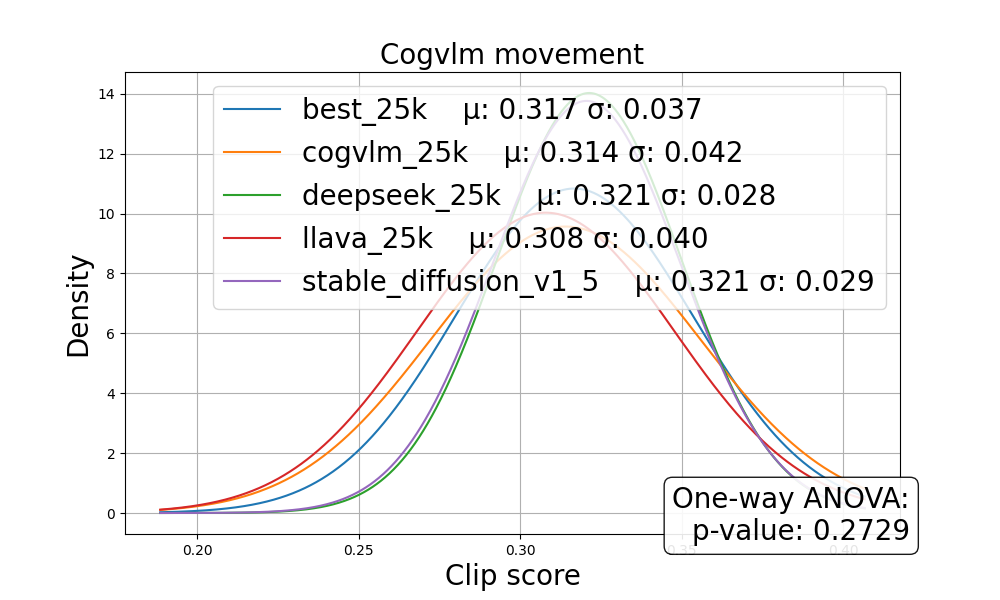 Cogvlm movement
14
12
10
8
6
4
2
0
Density
best_25k μ: 0.317 σ: 0.037
cogvlm_25k μ: 0.314 σ: 0.042
deepseek_25k μ: 0.321 σ: 0.028
llava_25k μ: 0.308 σ: 0.040
stable_diffusion_v1_5 μ: 0.321 σ: 0.029
One-way ANOVA:
p-value: 0.2729
0.20 0.25 0.30 0.35 0.40
Clip score